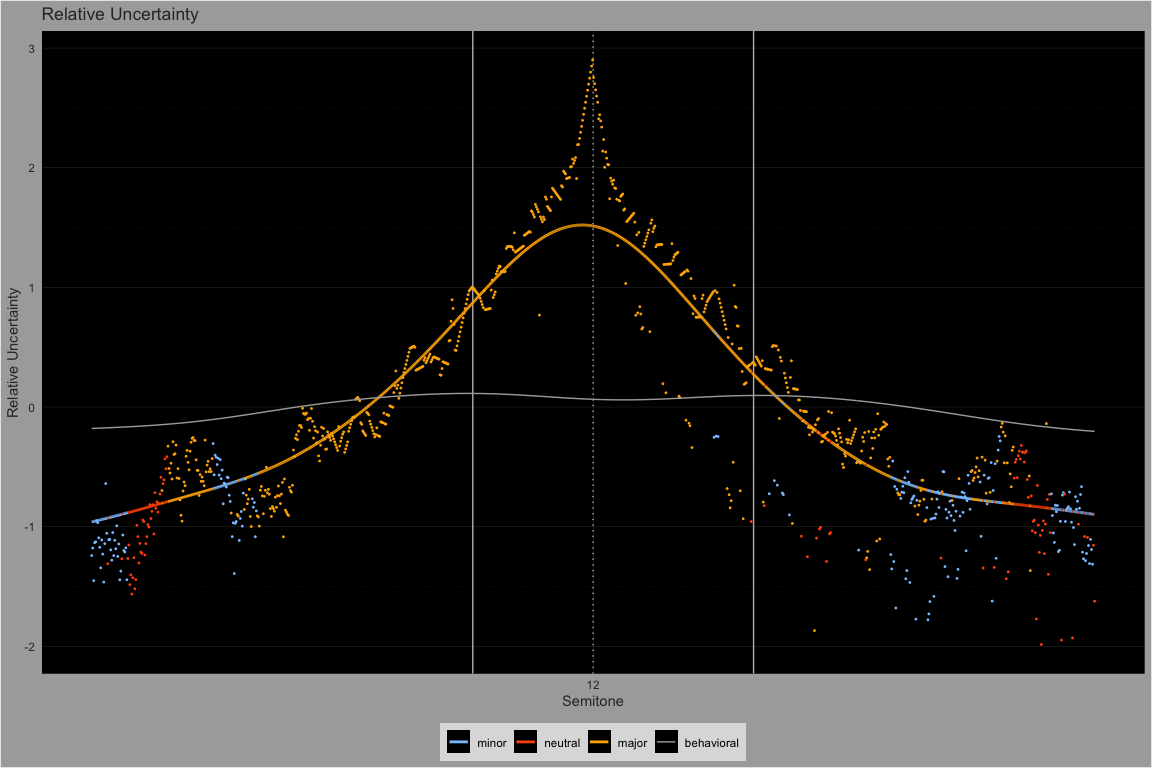 Relative Uncertainty
Relative Uncertainty
3
2
1
0
-1
-2
12
Semitone
minor neutral major behavioral